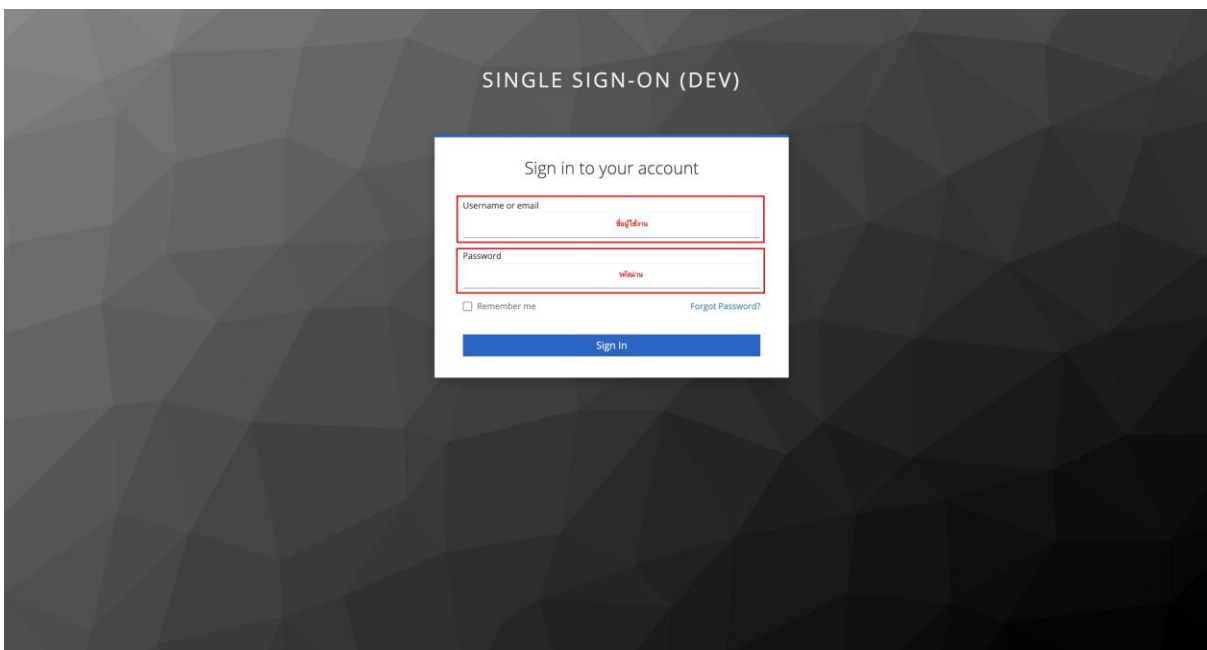 SINGLE SIGN-ON (DEV)
Sign in to your account
Username or email
ชื่อผู้ใช้งาน
Password
รหัสผ่าน
Remember me
Forgot Password?
Sign In